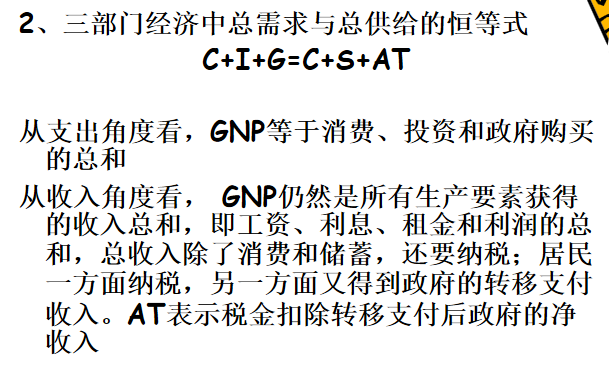 2、三部门经济中总需求与总供给的恒等式
C+I+G=C+S+AT
从支出角度看，GNP等于消费、投资和政府购买
的总和
从收入角度看， GNP仍然是所有生产要素获得
的收入总和，即工资、利息、租金和利润的总
和，总收入除了消费和储蓄，还要纳税；居民
一方面纳税，另一方面又得到政府的转移支付
收入。AT表示税金扣除转移支付后政府的净
收入